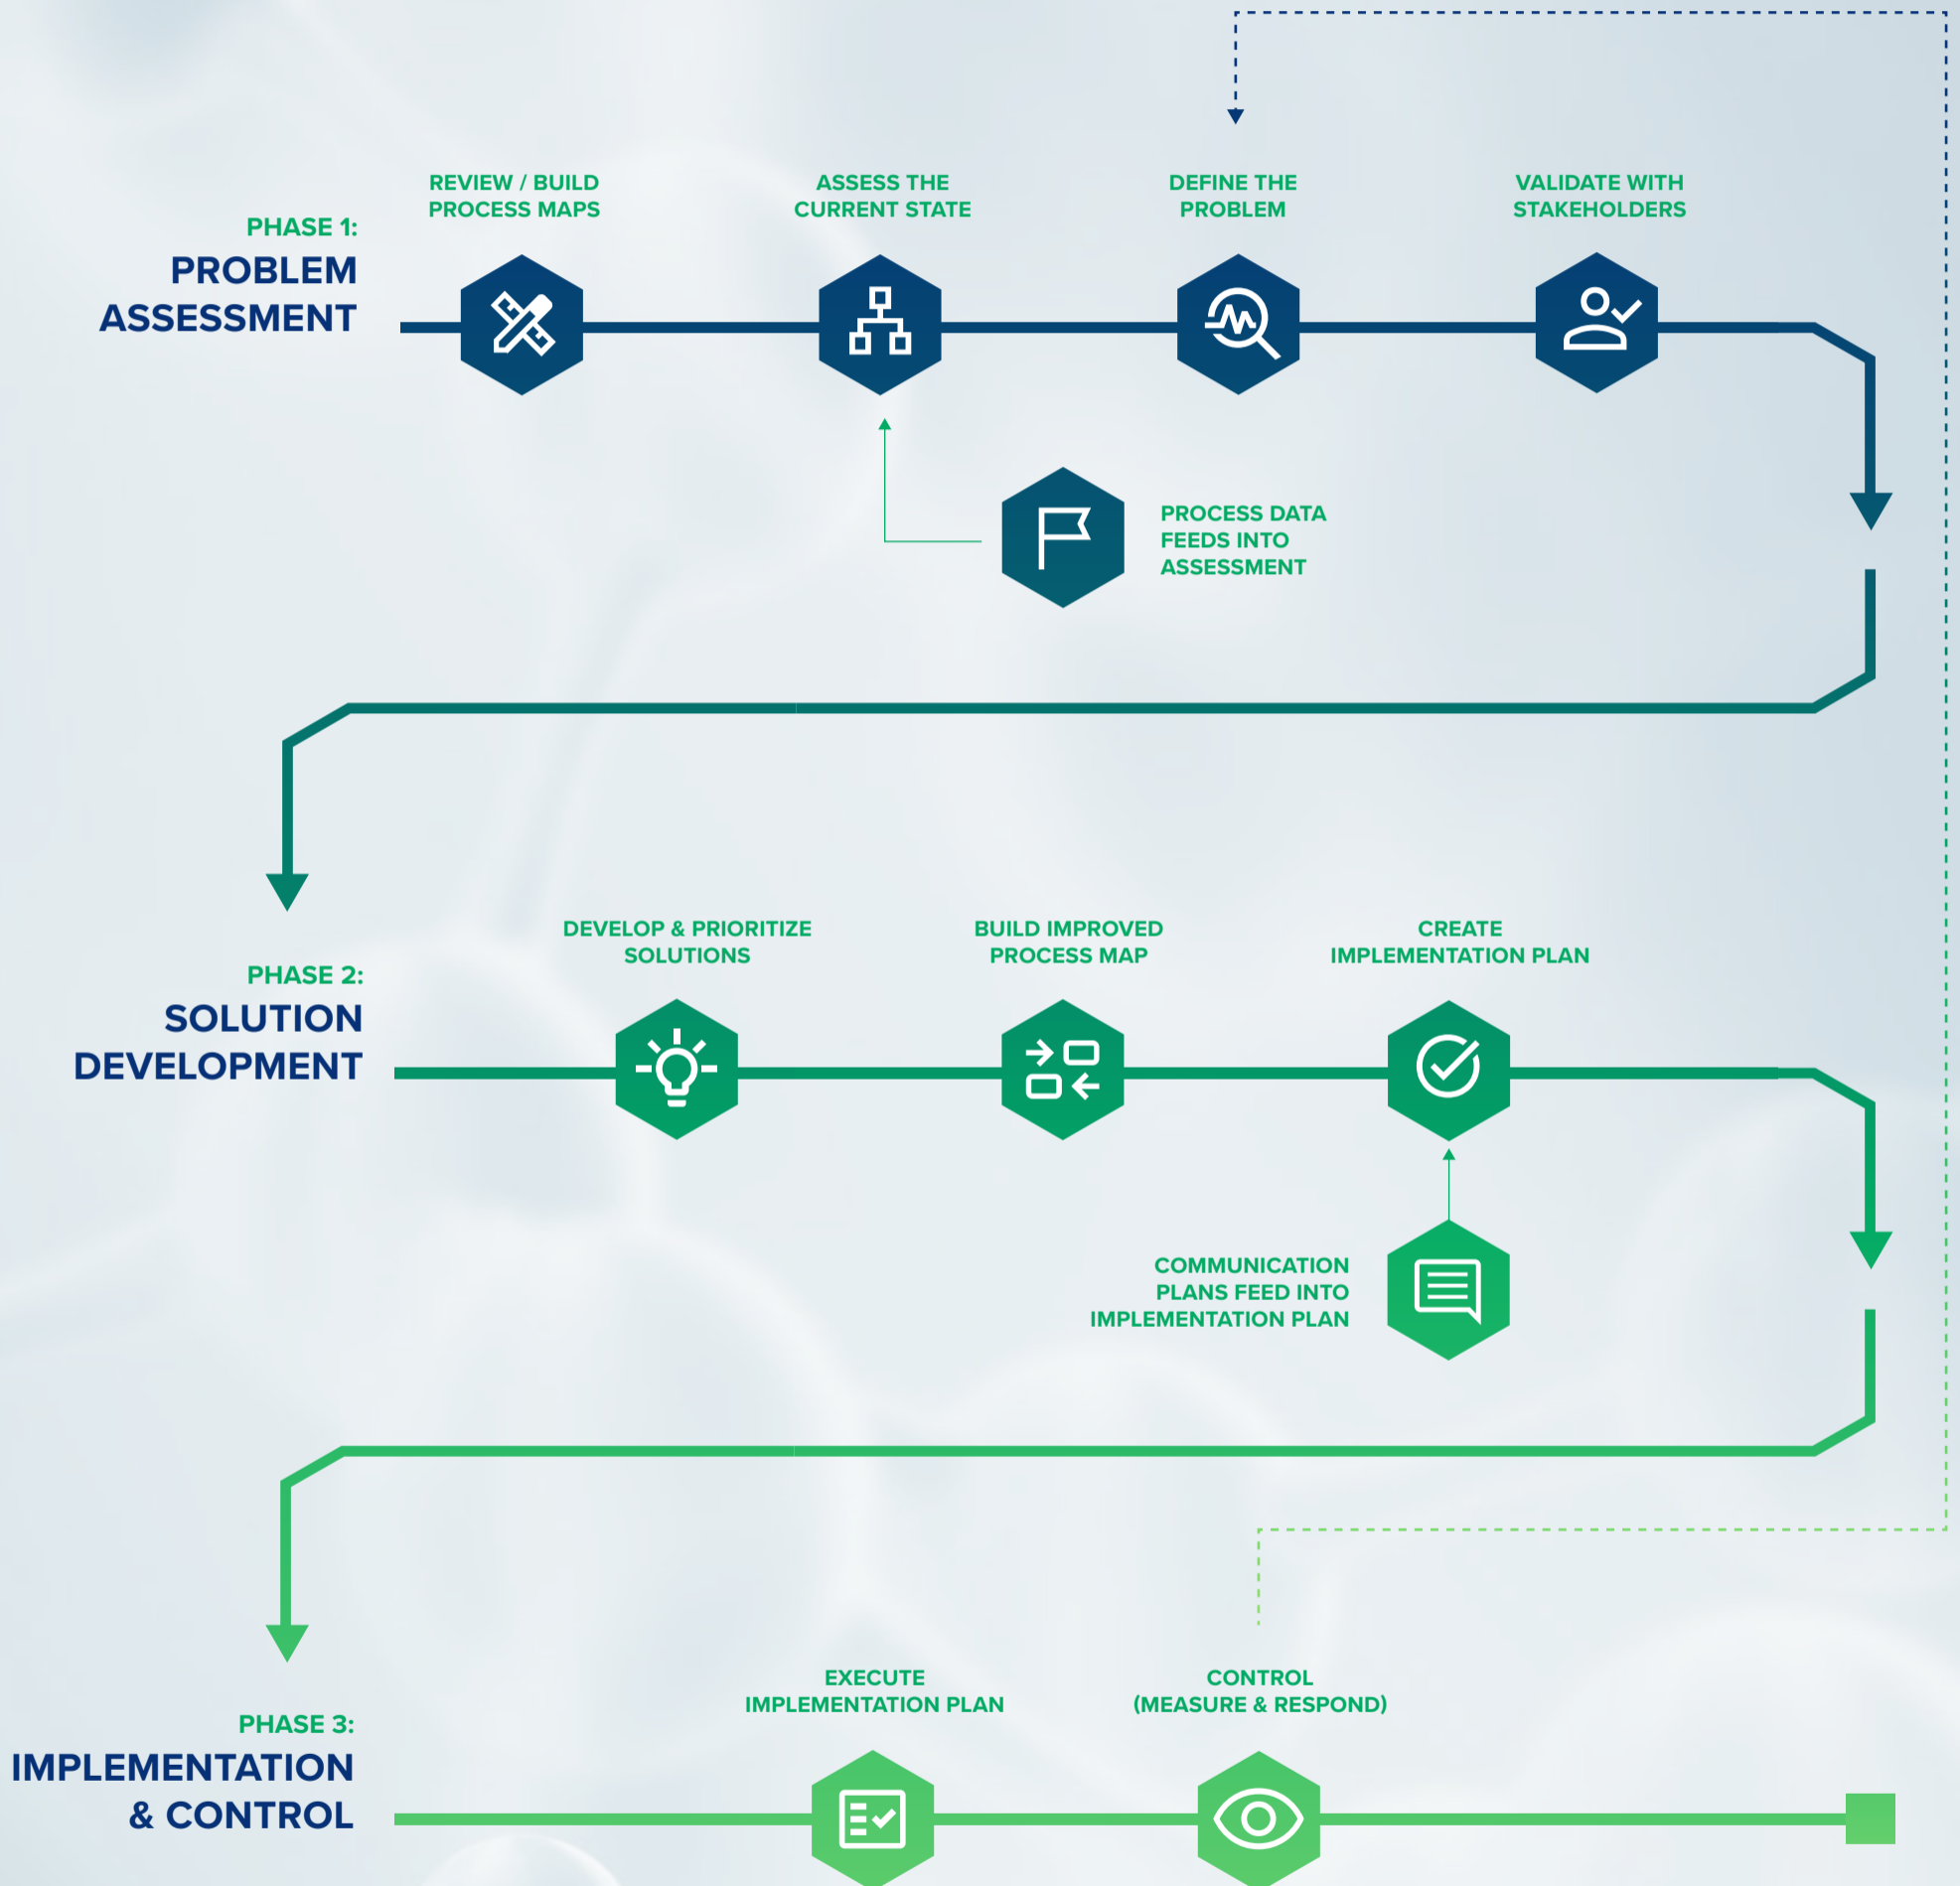 PHASE 1:
PROBLEM
ASSESSMENT
REVIEW / BUILD
PROCESS MAPS
ASSESS THE
CURRENT STATE
DEFINE THE
PROBLEM
VALIDATE WITH
STAKEHOLDERS
PROCESS DATA
FEEDS INTO
ASSESSMENT
PHASE 2:
SOLUTION
DEVELOPMENT
DEVELOP & PRIORITIZE
SOLUTIONS
BUILD IMPROVED
PROCESS MAP
CREATE
IMPLEMENTATION PLAN
COMMUNICATION
PLANS FEED INTO
IMPLEMENTATION PLAN
PHASE 3:
IMPLEMENTATION
& CONTROL
EXECUTE
IMPLEMENTATION PLAN
CONTROL
(MEASURE & RESPOND)